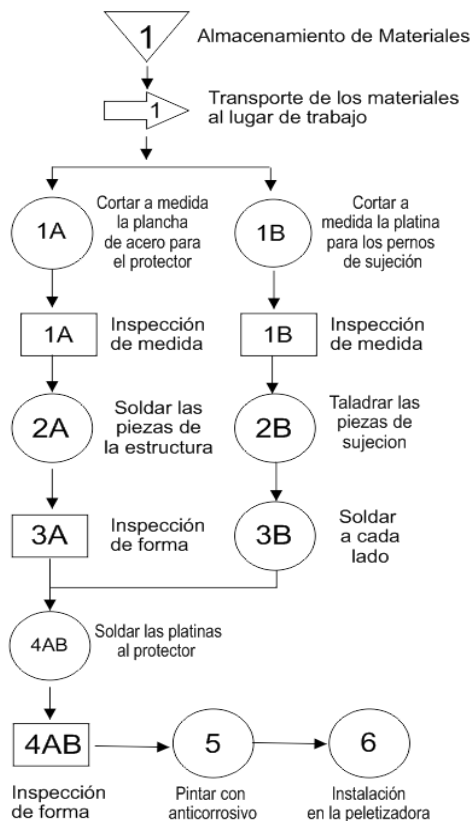 1
Almacenamiento de Materiales
1
Transporte de los materiales
al lugar de trabajo
1A
Cortar a medida
la plancha
de acero para
el protector
1B
Cortar a
medida la platina
para los pernos
de sujeción
1A
Inspección
de medida
1B
Inspección
de medida
2A
Soldar las
piezas de
la estructura
2B
Taladrar las
piezas de
sujecion
3A
Inspección
de forma
3B
Soldar
a cada
lado
4AB
Soldar las platinas
al protector
4AB
Inspección
de forma
5
Pintar con
anticorrosivo
6
Instalación
en la peletizadora